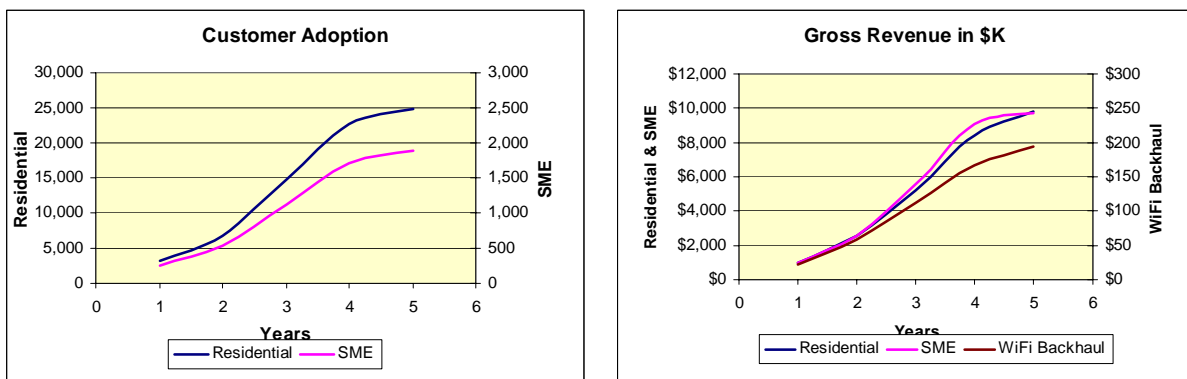 Customer Adoption
30,000
25,000
20,000
15,000
10,000
5,000
0
Residential
3,000
2,500
2,000
1,500
1,000
500
0
SME
0 1 2 3 4 5 6
Years
Residential SME
Gross Revenue in $K
$12,000
$10,000
$8,000
$6,000
$4,000
$2,000
$0
Residential & SME
$300
$250
$200
$150
$100
$50
$0
WiFi Backhaul
0 1 2 3 4 5 6
Years
Residential SME WiFi Backhaul